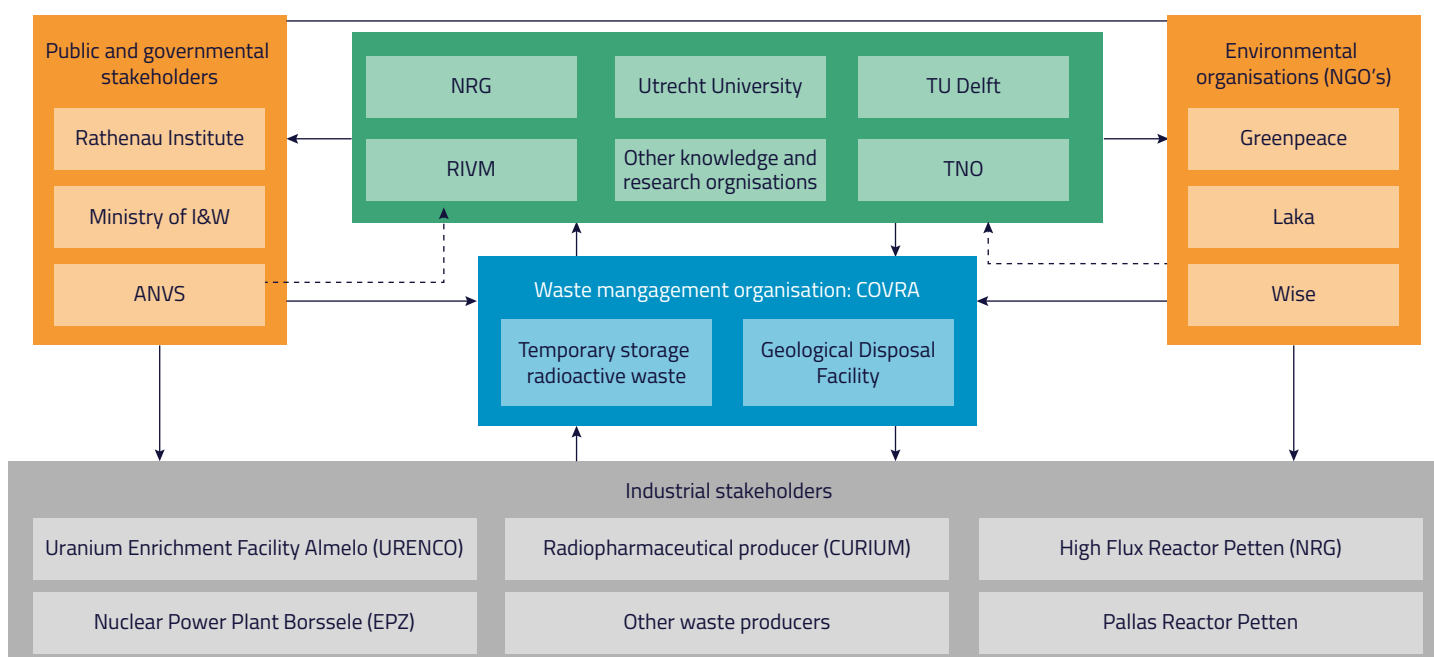 Public and governmental
stakeholders
Rathenau Institute
Ministry of I&W
ANVS
NRG
Utrecht University
TU Delft
RIVM
Other knowledge and
research orgnisations
TNO
Environmental
organisations (NGO's)
Greenpeace
Laka
Wise
Waste mangagement organisation: COVRA
Temporary storage
radioactive waste
Geological Disposal
Facility
Industrial stakeholders
Uranium Enrichment Facility Almelo (URENCO)
Radiopharmaceutical producer (CURIUM)
High Flux Reactor Petten (NRG)
Nuclear Power Plant Borssele (EPZ)
Other waste producers
Pallas Reactor Petten